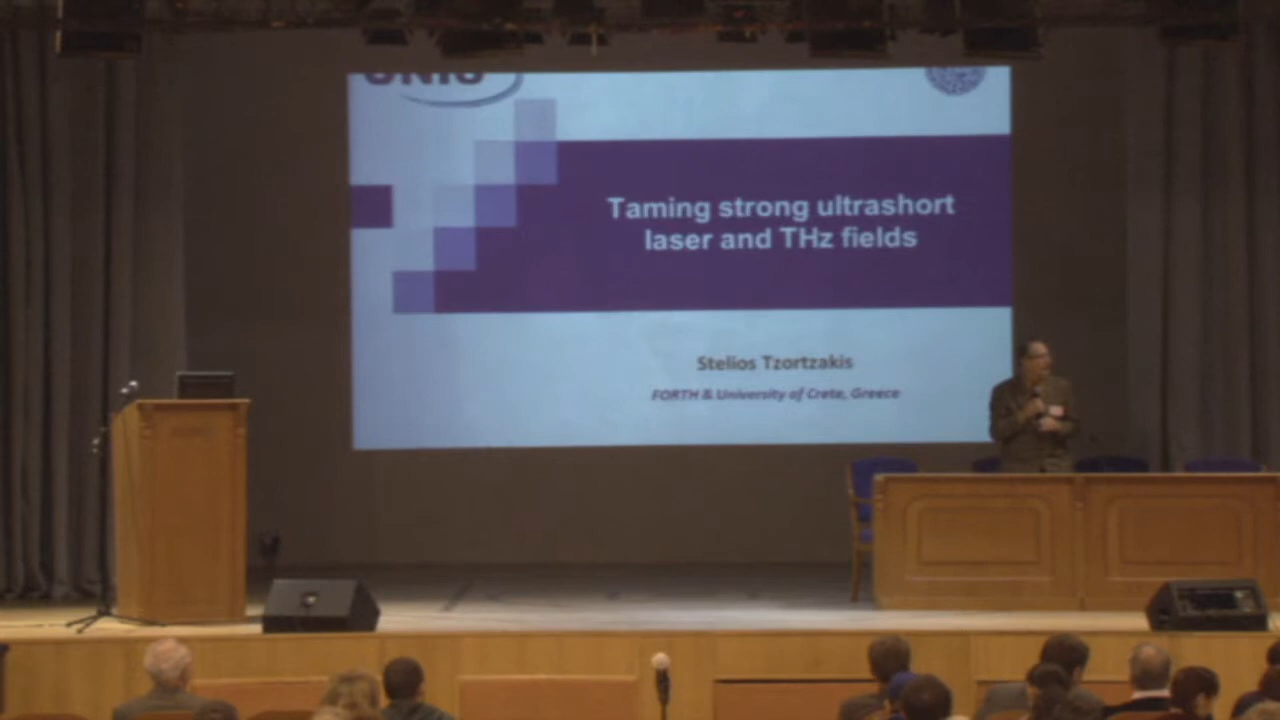 Taming strong ultrashort
laser and THz fields
Stelios Tzortzakis
FORTH & University of Crete, Greece